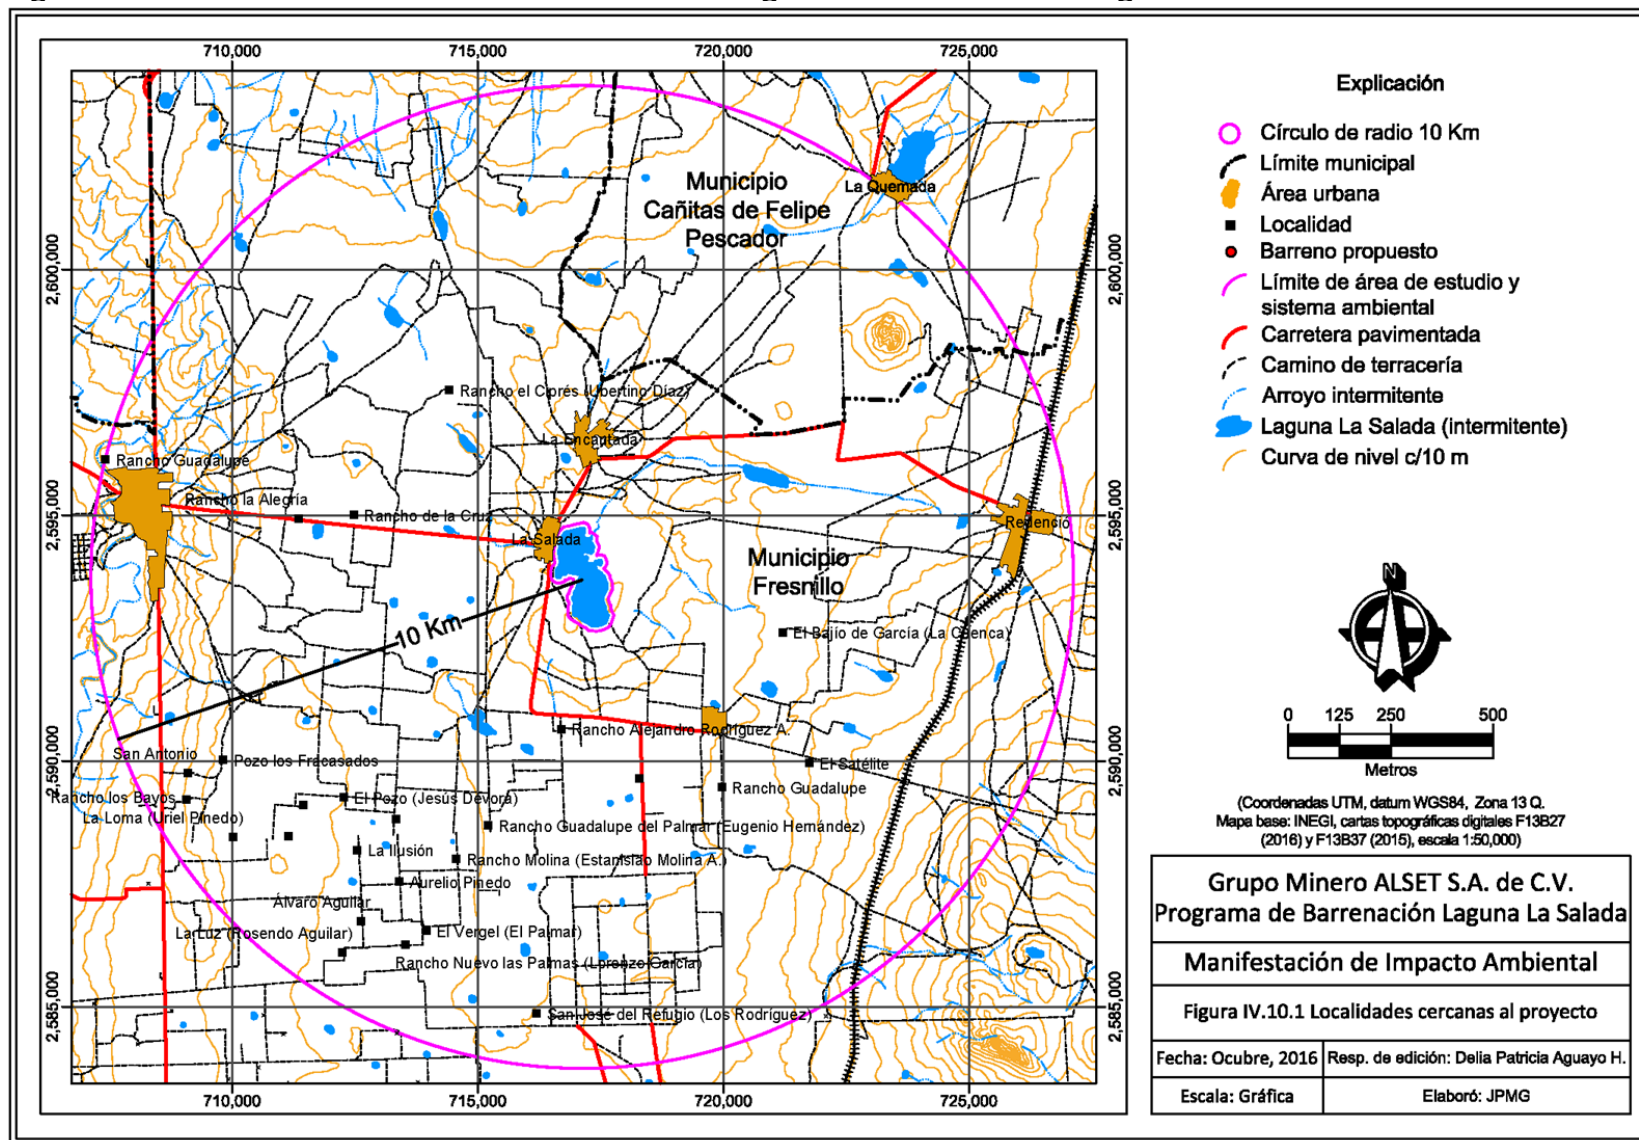 710,000
715,000
720,000
725,000
2,600,000
2,595,000
2,590,000
2,585,000
Municipio
Cañitas de Felipe
Pescador
La Quemada
Rancho el Ciprés (Ubertino Díaz)
La Encantada
Rancho Guadalupe
Rancho la Alegría
Rancho de la Cruz
La Salada
Redenció
Municipio
Fresnillo
10 Km
El Bajío de García (La Cuenca)
Rancho Alejandro Rodríguez A.
San Antonio
Pozo los Fracasados
El Satélite
Rancho Guadalupe
Rancho los Bayos
El Pozo (Jesús Devora)
La Loma (Uriel Pinedo)
Rancho Guadalupe del Palmar (Eugenio Hernández)
La Ilusión
Rancho Molina (Estanislao Molina A.)
Aurelio Pinedo
Álvaro Aguilar
La Luz (Rosendo Aguilar)
El Vergel (El Palmar)
Rancho Nuevo las Palmas (Lorenzo García)
San José del Refugio (Los Rodríguez)
2,600,000
2,595,000
2,590,000
2,585,000
710,000
715,000
720,000
725,000
Explicación
Círculo de radio 10 Km
Límite municipal
Área urbana
Localidad
Barreno propuesto
Límite de área de estudio y
sistema ambiental
Carretera pavimentada
Camino de terracería
Arroyo intermitente
Laguna La Salada (intermitente)
Curva de nivel c/10 m
N
0 125 250 500
Metros
(Coordenadas UTM, datum WGS84, Zona 13 Q.
Mapa base: INEGI, cartas topográficas digitales F13B27
(2016) y F13B37 (2015), escala 1:50,000)
Grupo Minero ALSET S.A. de C.V.
Programa de Barrenación Laguna La Salada
Manifestación de Impacto Ambiental
Figura IV.10.1 Localidades cercanas al proyecto
Fecha: Ocubre, 2016
Resp. de edición: Delia Patricia Aguayo H.
Escala: Gráfica
Elaboró: JPMG